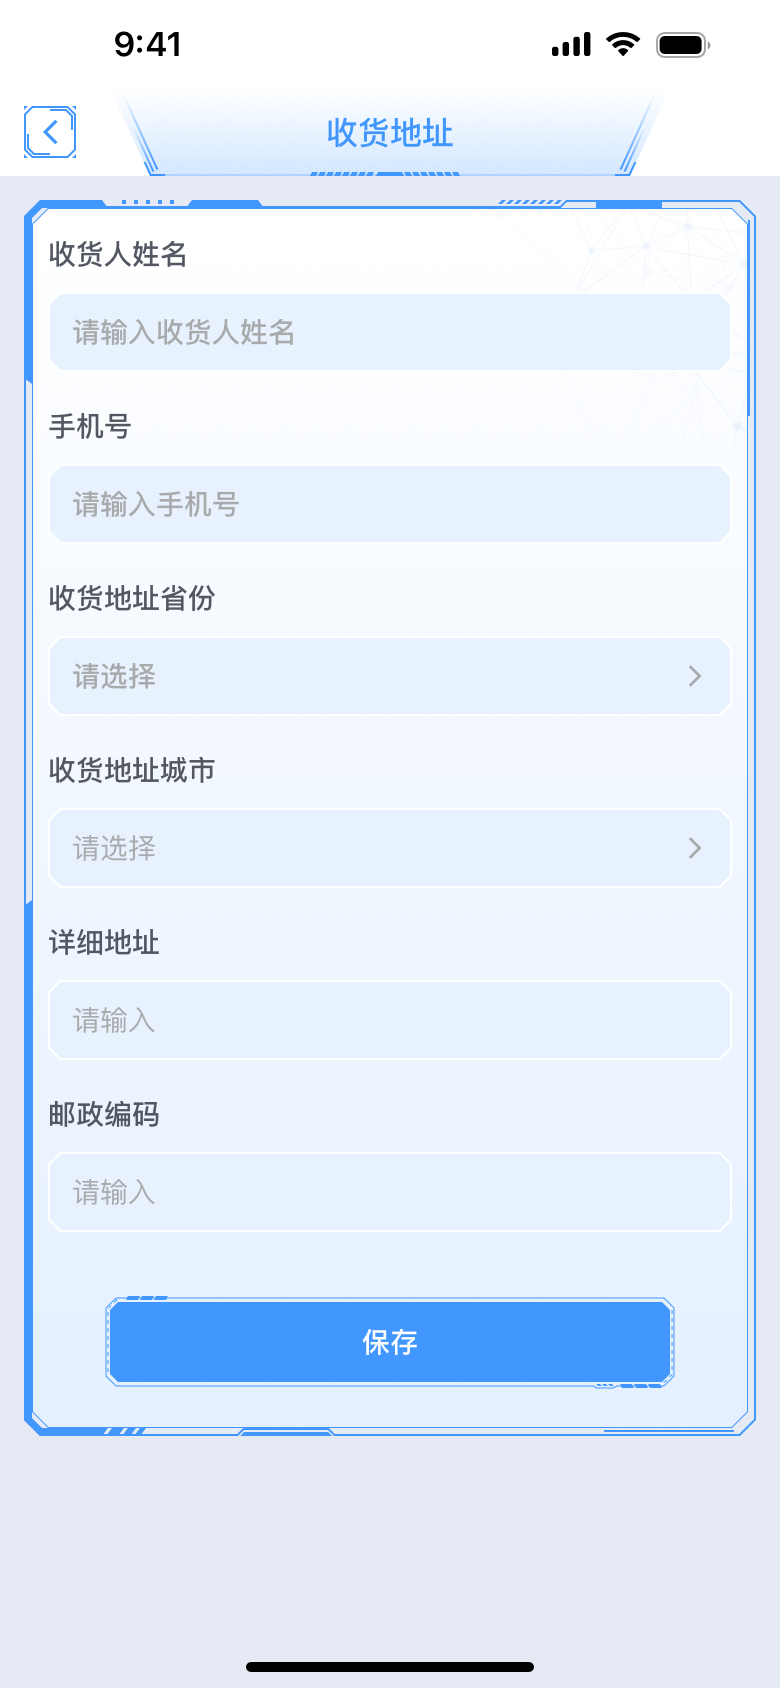 9:41
收货地址
收货人姓名
请输入收货人姓名
手机号
请输入手机号
收货地址省份
请选择
收货地址城市
请选择
详细地址
请输入
邮政编码
请输入
保存